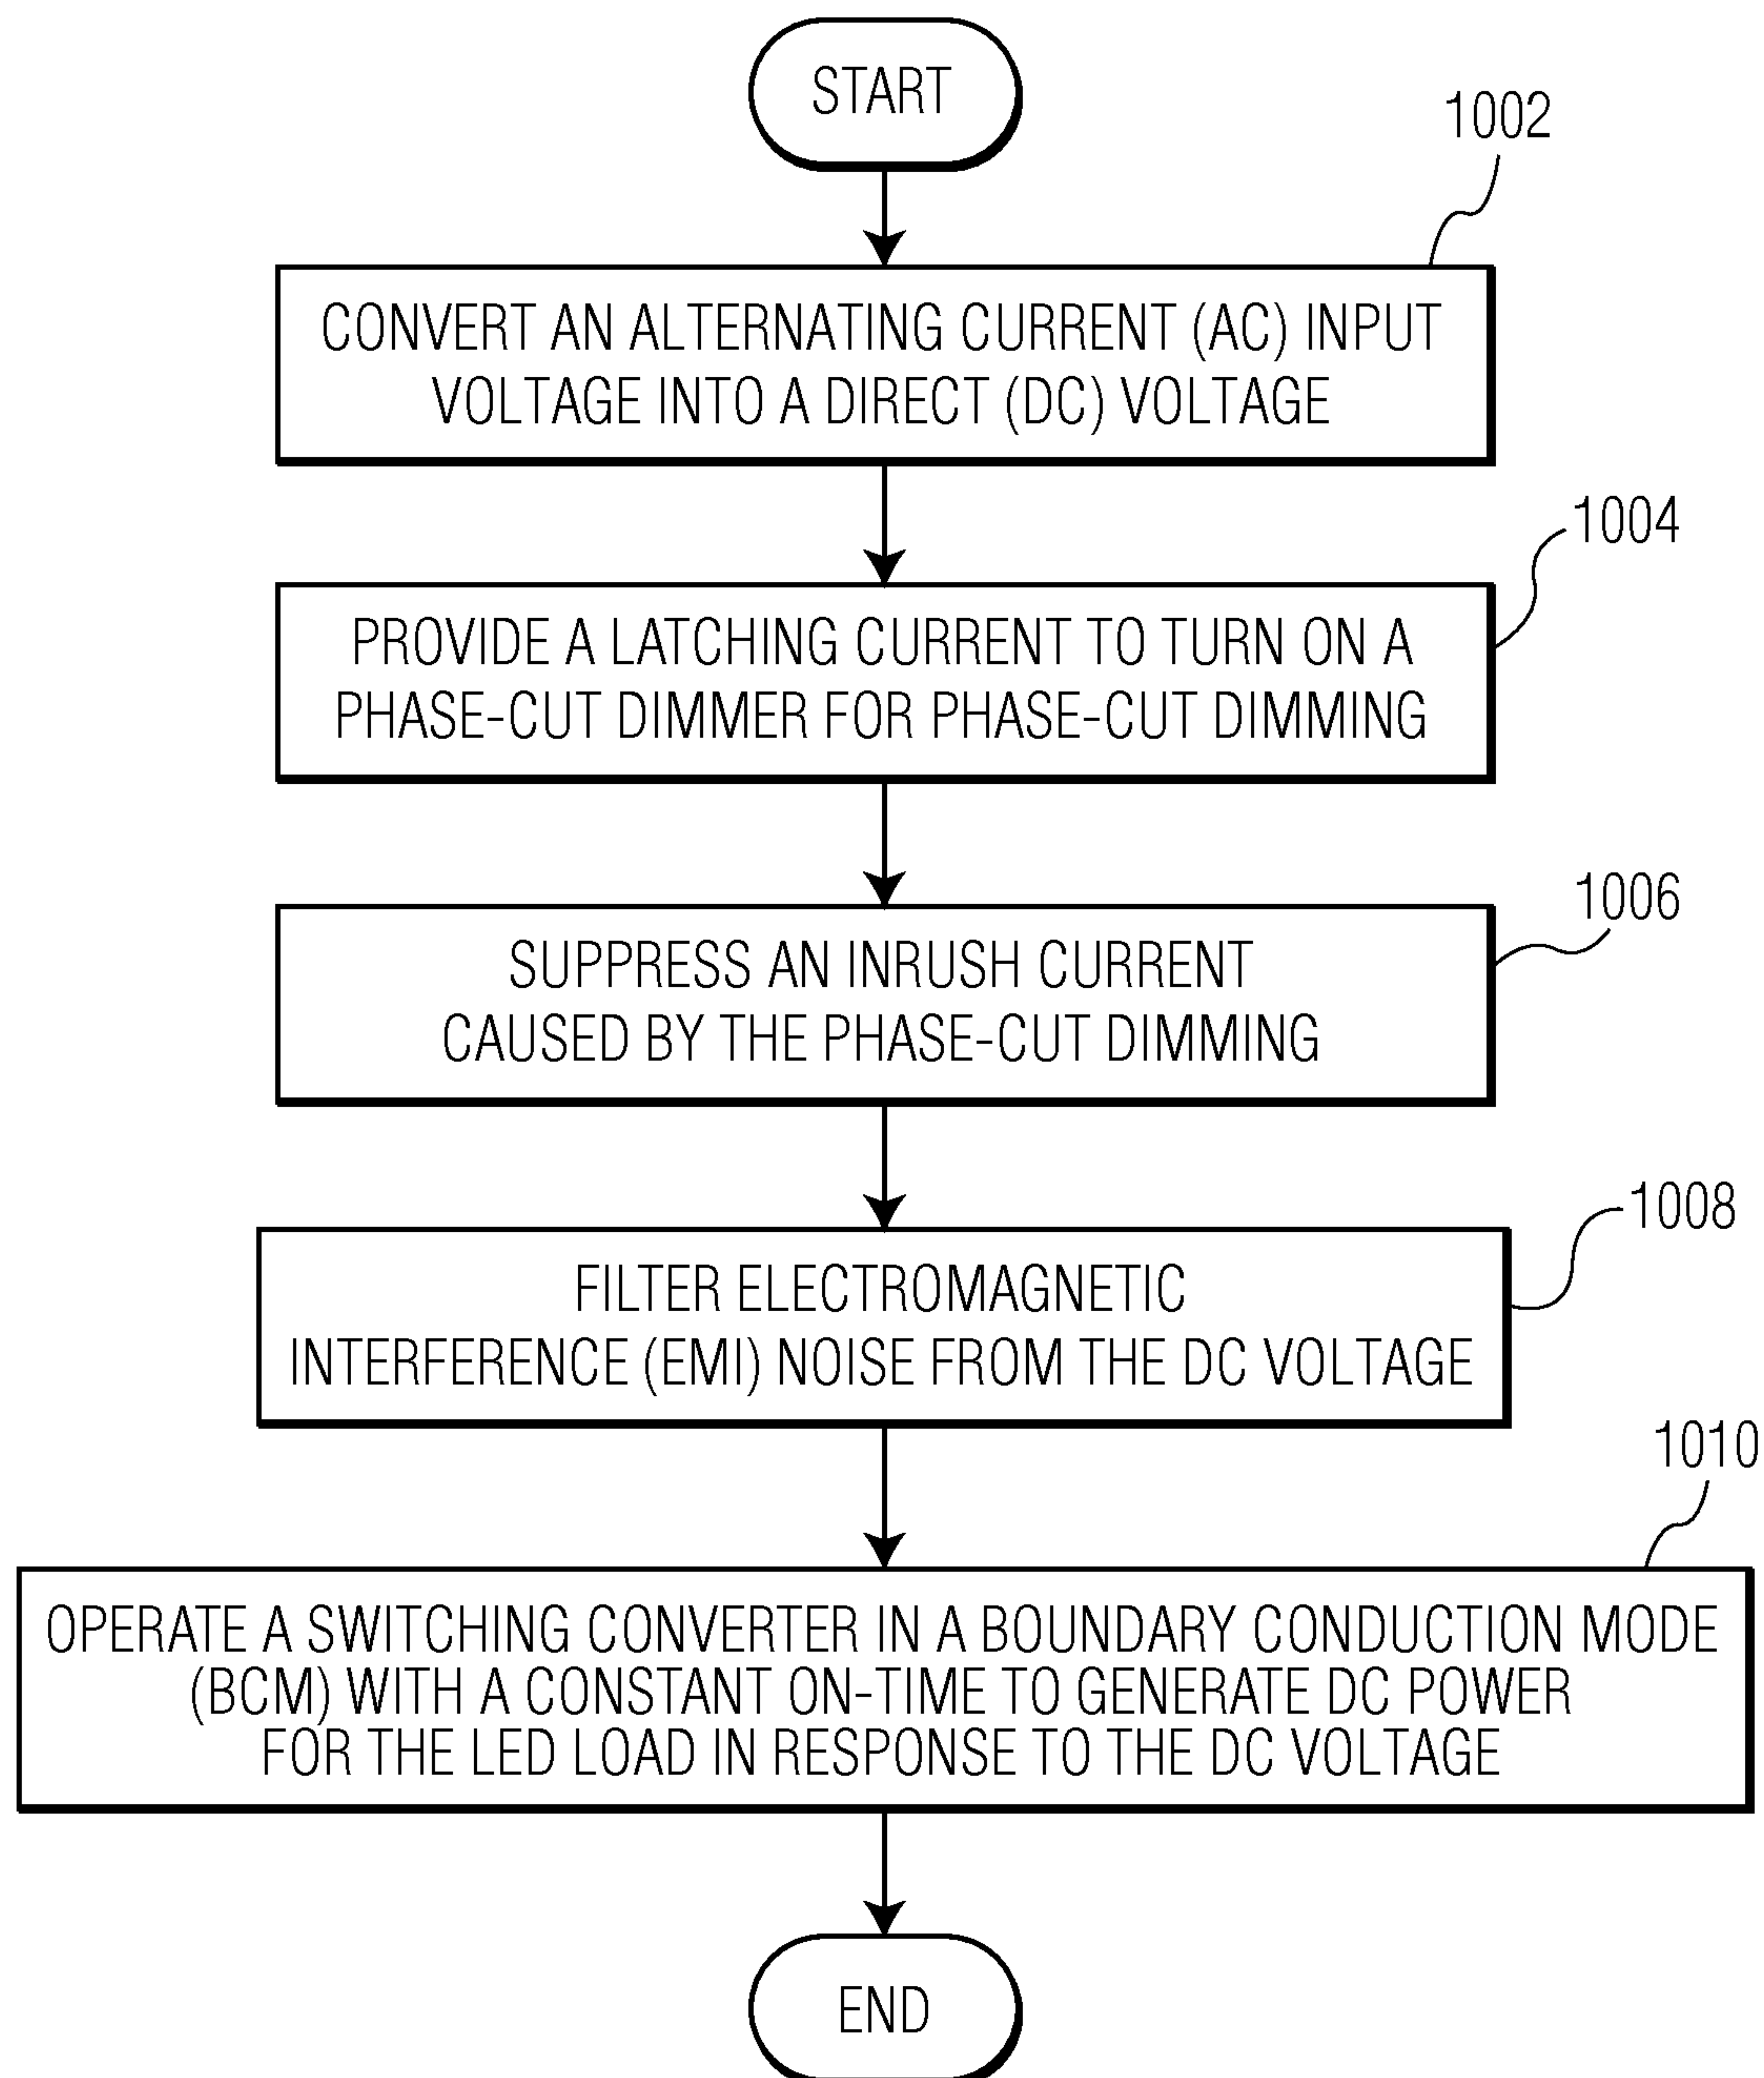 START
1002
CONVERT AN ALTERNATING CURRENT (AC) INPUT
VOLTAGE INTO A DIRECT (DC) VOLTAGE
1004
PROVIDE A LATCHING CURRENT TO TURN ON A
PHASE-CUT DIMMER FOR PHASE-CUT DIMMING
1006
SUPPRESS AN INRUSH CURRENT
CAUSED BY THE PHASE-CUT DIMMING
1008
FILTER ELECTROMAGNETIC
INTERFERENCE (EMI) NOISE FROM THE DC VOLTAGE
1010
OPERATE A SWITCHING CONVERTER IN A BOUNDARY CONDUCTION MODE
(BCM) WITH A CONSTANT ON-TIME TO GENERATE DC POWER
FOR THE LED LOAD IN RESPONSE TO THE DC VOLTAGE
END